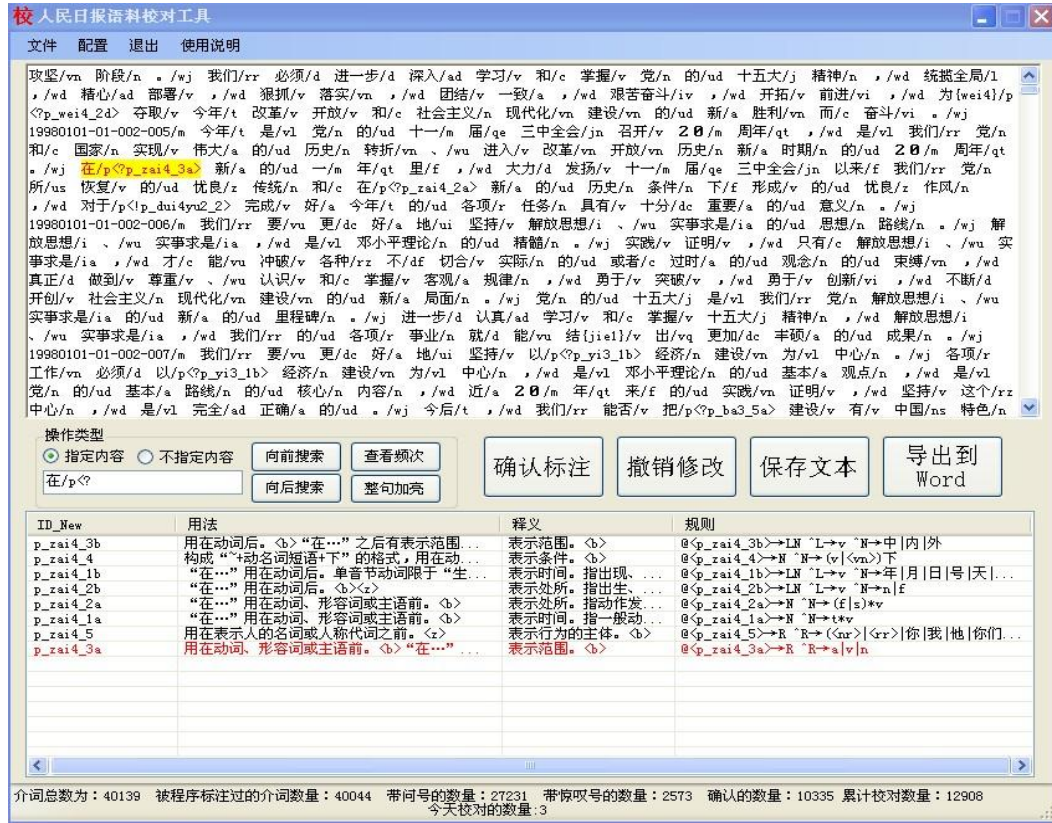 校 人民日报语料校对工具
文件 配置 退出 使用说明
攻坚/vn 阶段/n 。/wj 我们/rr 必须/d 进一步/d 深入/ad 学习/v 和/c 掌握/v 党/n 的/ud 十五大/j 精神/n ，/wd 统揽全局/l
，/wd 精心/ad 部署/v ，/wd 狠抓/v 落实/vn ，/wd 团结/v 一致/a ，/wd 艰苦奋斗/iv ，/wd 开拓/v 前进/vi ，/wd 为{wei4}/p
<?p_wei4_2d> 夺取/v 今年/t 改革/v 开放/v 和/c 社会主义/n 现代化/vn 建设/vn 的/ud 新/a 胜利/vn 而/c 奋斗/vi 。/wj
19980101-01-002-005/m 今年/t 是/vl 党/n 的/ud 十一/m 届/qe 三中全会/jn 召开/v 20/m 周年/qt ，/wd 是/vl 我们/rr 党/n
和/c 国家/n 实现/v 伟大/a 的/ud 历史/n 转折/vn 、/wu 进入/v 改革/vn 开放/vn 历史/n 新/a 时期/n 的/ud 20/m 周年/qt
。/wj 在/p<?p_zai4_3a> 新/a 的/ud 一/m 年/qt 里/f ，/wd 大力/d 发扬/v 十一/m 届/qe 三中全会/jn 以来/f 我们/rr 党/n
所/us 恢复/v 的/ud 优良/z 传统/n 和/c 在/p<?p_zai4_2a> 新/a 的/ud 历史/n 条件/n 下/f 形成/v 的/ud 优良/z 作风/n
，/wd 对于/p<!p_dui4yu2_2> 完成/v 好/a 今年/t 的/ud 各项/r 任务/n 具有/v 十分/dc 重要/a 的/ud 意义/n 。/wj
19980101-01-002-006/m 我们/rr 要/vu 更/dc 好/a 地/ui 坚持/v 解放思想/i 、/wu 实事求是/ia 的/ud 思想/n 路线/n 。/wj 解
放思想/i 、/wu 实事求是/ia ，/wd 是/vl 邓小平理论/n 的/ud 精髓/n 。/wj 实践/v 证明/v ，/wd 只有/c 解放思想/i 、/wu 实
事求是/ia ，/wd 才/c 能/vu 冲破/v 各种/rz 不/df 切合/v 实际/n 的/ud 或者/c 过时/a 的/ud 观念/n 的/ud 束缚/vn ，/wd
真正/d 做到/v 尊重/v 、/wu 认识/v 和/c 掌握/v 客观/a 规律/n ，/wd 勇于/v 突破/v ，/wd 勇于/v 创新/vi ，/wd 不断/d
开创/v 社会主义/n 现代化/vn 建设/vn 的/ud 新/a 局面/n 。/wj 党/n 的/ud 十五大/j 是/vl 我们/rr 党/n 解放思想/i 、/wu
实事求是/ia 的/ud 新/a 的/ud 里程碑/n 。/wj 进一步/d 认真/ad 学习/v 和/c 掌握/v 十五大/j 精神/n ，/wd 解放思想/i
、/wu 实事求是/ia ，/wd 我们/rr 的/ud 各项/r 事业/n 就/d 能/vu 结{jie1}/v 出/vq 更加/dc 丰硕/a 的/ud 成果/n 。/wj
19980101-01-002-007/m 我们/rr 要/vu 更/dc 好/a 地/ui 坚持/v 以/p<?p_yi3_1b> 经济/n 建设/vn 为/vl 中心/n 。/wj 各项/r
工作/vn 必须/d 以/p<?p_yi3_1b> 经济/n 建设/vn 为/vl 中心/n ，/wd 是/vl 邓小平理论/n 的/ud 基本/a 观点/n ，/wd 是/vl
党/n 的/ud 基本/a 路线/n 的/ud 核心/n 内容/n ，/wd 近/a 20/m 年/qt 来/f 的/ud 实践/vn 证明/v ，/wd 坚持/v 这个/rz
中心/n ，/wd 是/vl 完全/ad 正确/a 的/ud 。/wj 今后/t ，/wd 我们/rr 能否/v 把/p<?p_ba3_5a> 建设/v 有/v 中国/ns 特色/n
操作类型
指定内容 不指定内容 向前搜索 查看频次
在/p<? 向后搜索 整句加亮
确认标注 撤销修改 保存文本 导出到 Word
ID_New 用法 释义 规则
p_zai4_3b 用在动词后。<b>“在…”之后有表示范围... 表示范围。<b> @<p_zai4_3b>→LN ^L→v ^N→中|内|外
p_zai4_4 构成“~+动名词短语+下”的格式，用在动... 表示条件。<b> @<p_zai4_4>→N ^N→(v|<vn>)下
p_zai4_1b “在…”用在动词后。单音节动词限于“生... 表示时间。指出现、... @<p_zai4_1b>→LN ^L→v ^N→年|月|日|号|天|...
p_zai4_2b “在…”用在动词后。<b><z> 表示处所。指出生、... @<p_zai4_2b>→LN ^L→v ^N→n|f
p_zai4_2a “在…”用在动词、形容词或主语前。<b> 表示处所。指动作发... @<p_zai4_2a>→N ^N→(f|s)*v
p_zai4_1a “在…”用在动词、形容词或主语前。<b> 表示时间。指一般动... @<p_zai4_1a>→N ^N→t*v
p_zai4_5 用在表示人的名词或人称代词之前。<z> 表示行为的主体。<b> @<p_zai4_5>→R ^R→(<nr>|<rr>|你|我|他|你们...
p_zai4_3a 用在动词、形容词或主语前。<b>“在…”... 表示范围。<b> @<p_zai4_3a>→R ^R→a|v|n
介词总数为：40139 被程序标注过的介词数量：40044 带问号的数量：27231 带惊叹号的数量：2573 确认的数量：10335 累计校对数量：12908
今天校对的数量:3